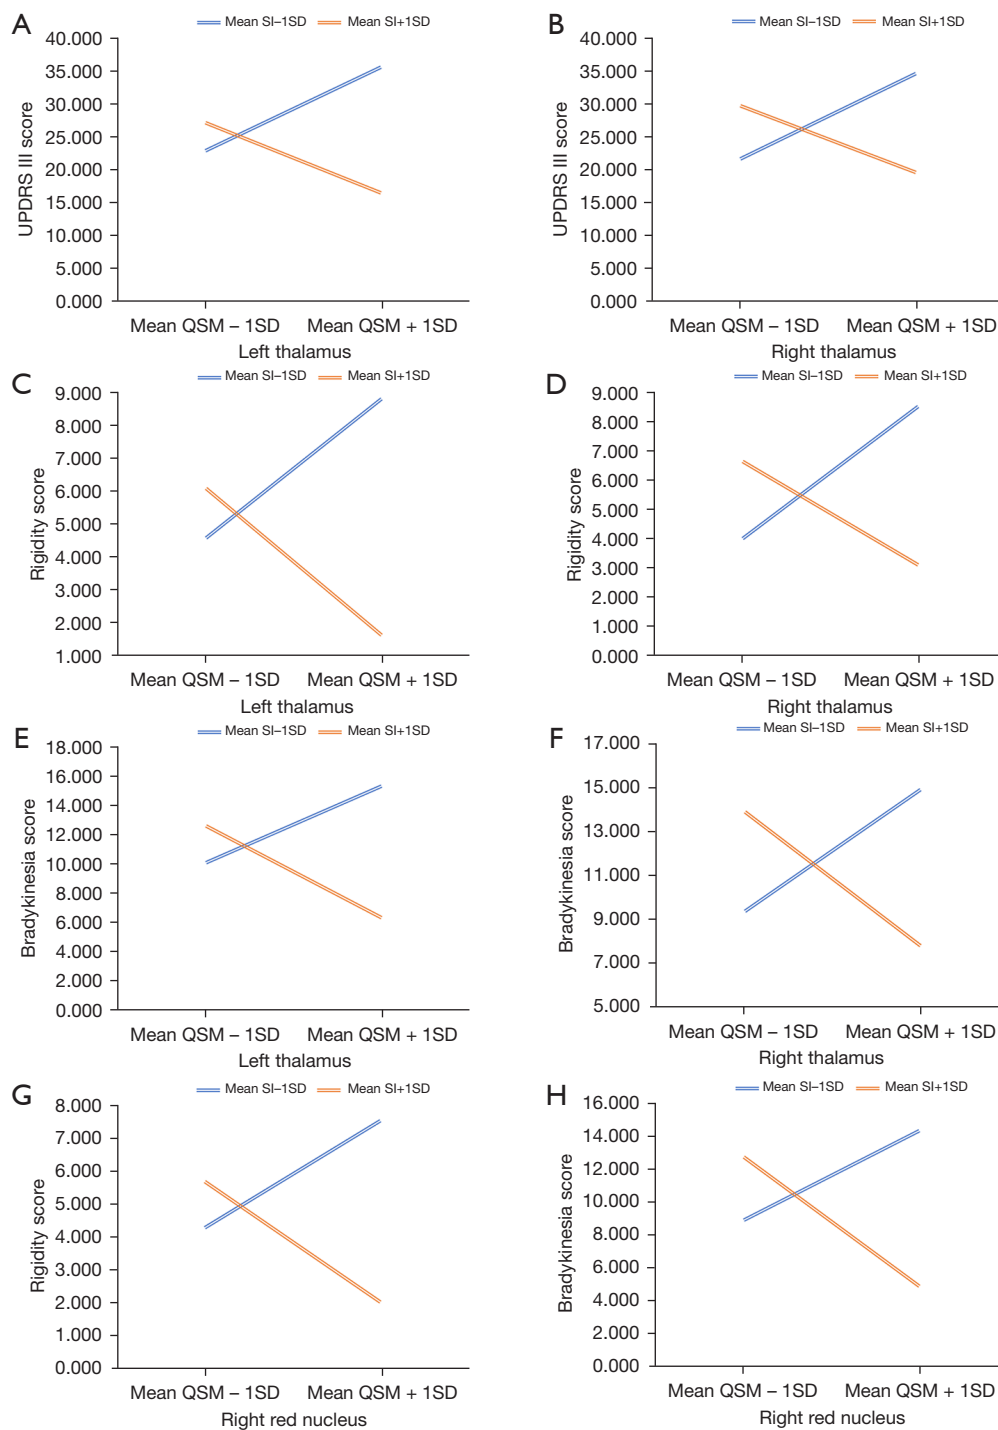 A
Mean SI−1SD Mean SI+1SD
40.000
35.000
30.000
25.000
20.000
15.000
10.000
5.000
0.000
UPDRS III score
Mean QSM − 1SD Mean QSM + 1SD
Left thalamus
B
Mean SI−1SD Mean SI+1SD
40.000
35.000
30.000
25.000
20.000
15.000
10.000
5.000
0.000
UPDRS III score
Mean QSM − 1SD Mean QSM + 1SD
Right thalamus
C
Mean SI−1SD Mean SI+1SD
9.000
8.000
7.000
6.000
5.000
4.000
3.000
2.000
1.000
Rigidity score
Mean QSM − 1SD Mean QSM + 1SD
Left thalamus
D
Mean SI−1SD Mean SI+1SD
9.000
8.000
7.000
6.000
5.000
4.000
3.000
2.000
1.000
0.000
Rigidity score
Mean QSM − 1SD Mean QSM + 1SD
Right thalamus
E
Mean SI−1SD Mean SI+1SD
18.000
16.000
14.000
12.000
10.000
8.000
6.000
4.000
2.000
0.000
Bradykinesia score
Mean QSM − 1SD Mean QSM + 1SD
Left thalamus
F
Mean SI−1SD Mean SI+1SD
17.000
15.000
13.000
11.000
9.000
7.000
5.000
Bradykinesia score
Mean QSM − 1SD Mean QSM + 1SD
Right thalamus
G
Mean SI−1SD Mean SI+1SD
8.000
7.000
6.000
5.000
4.000
3.000
2.000
1.000
0.000
Rigidity score
Mean QSM − 1SD Mean QSM + 1SD
Right red nucleus
H
Mean SI−1SD Mean SI+1SD
16.000
14.000
12.000
10.000
8.000
6.000
4.000
2.000
0.000
Bradykinesia score
Mean QSM − 1SD Mean QSM + 1SD
Right red nucleus